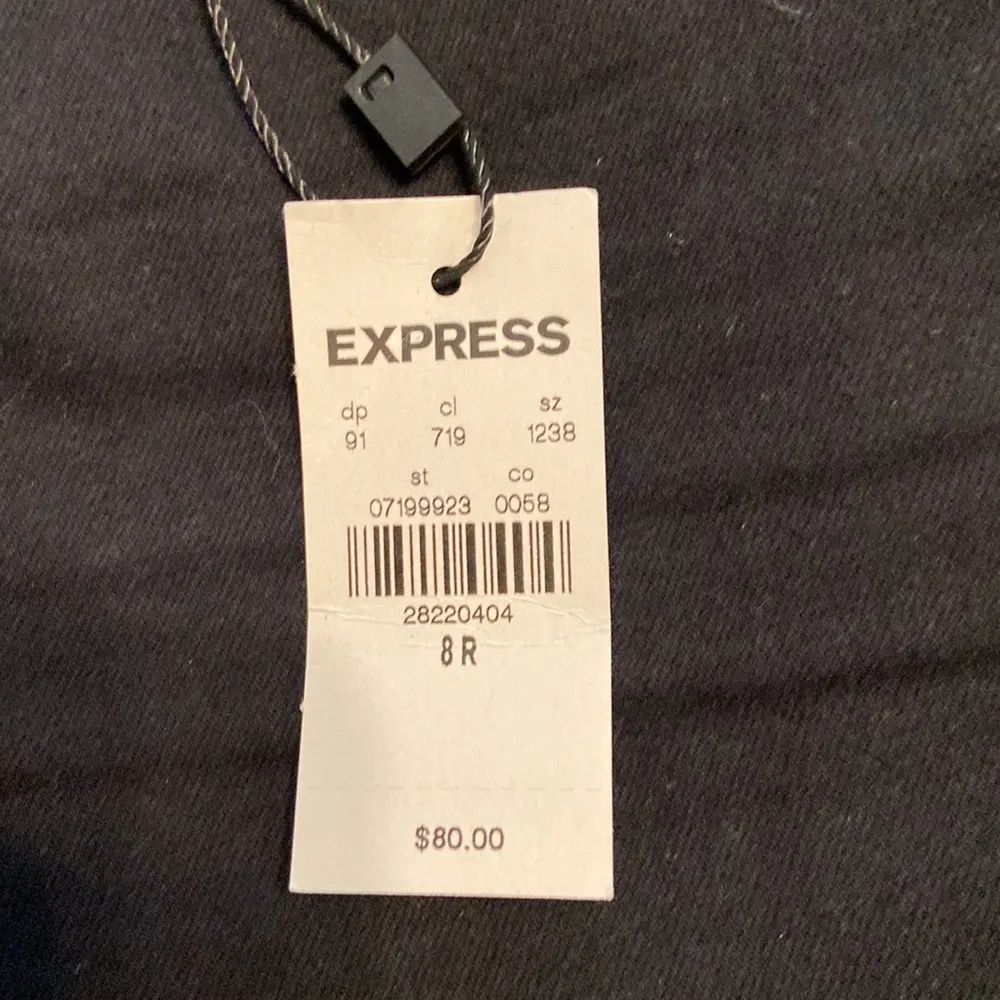 EXPRESS
dp cl sz
91 719 1238
st co
07199923 0058
28220404
8 R
$80.00